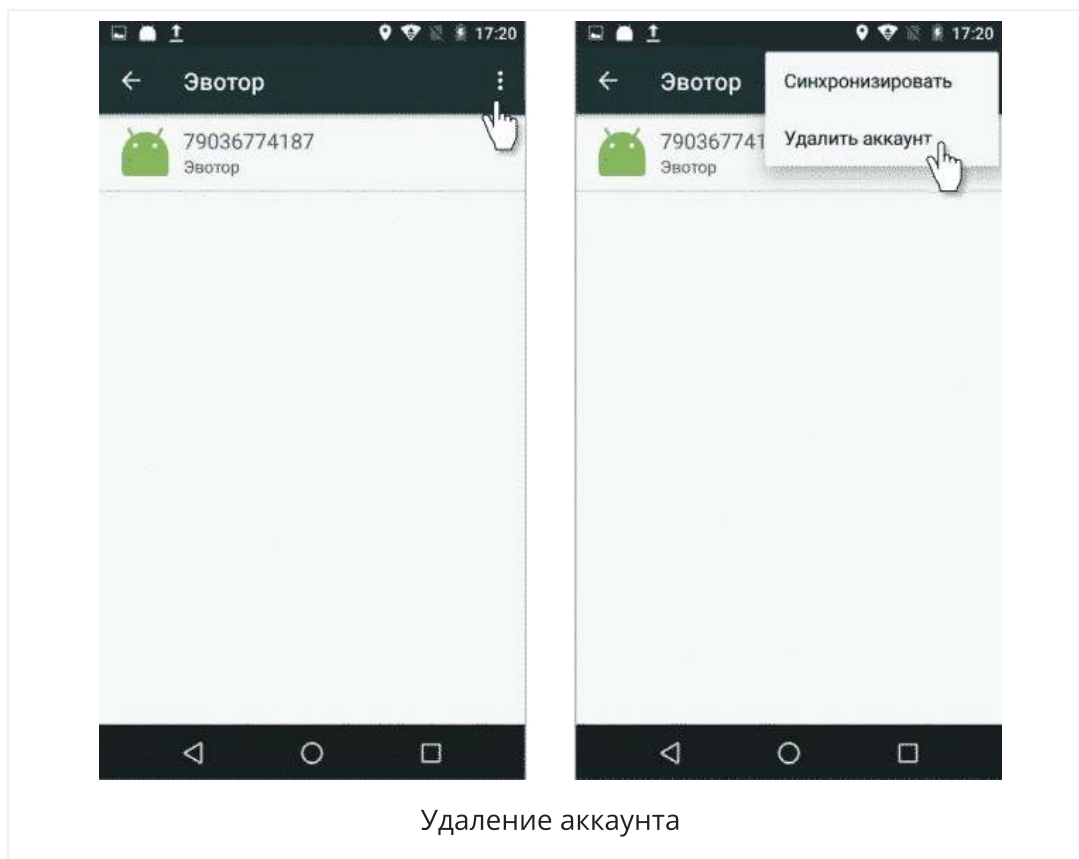 17:20
Эвотор
79036774187
Эвотор
17:20
Эвотор
Синхронизировать
Удалить аккаунт
790367741
Эвотор
Удаление аккаунта